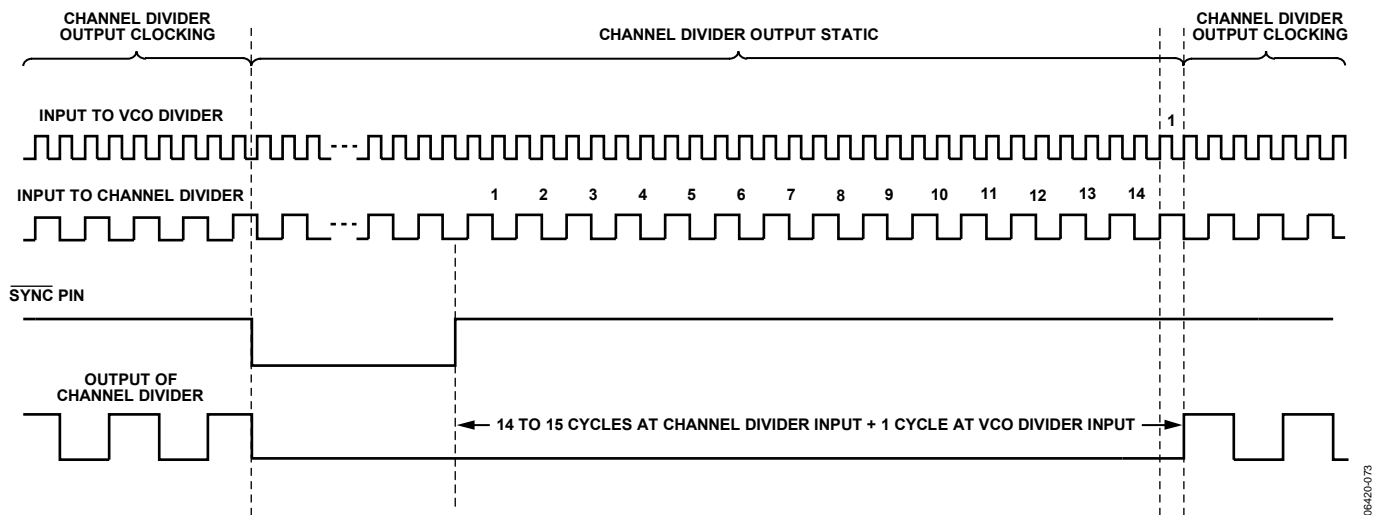 CHANNEL DIVIDER
OUTPUT CLOCKING
CHANNEL DIVIDER OUTPUT STATIC
CHANNEL DIVIDER
OUTPUT CLOCKING
INPUT TO VCO DIVIDER
1
INPUT TO CHANNEL DIVIDER
1 2 3 4 5 6 7 8 9 10 11 12 13 14
SYNC PIN
OUTPUT OF
CHANNEL DIVIDER
14 TO 15 CYCLES AT CHANNEL DIVIDER INPUT + 1 CYCLE AT VCO DIVIDER INPUT
06420-073